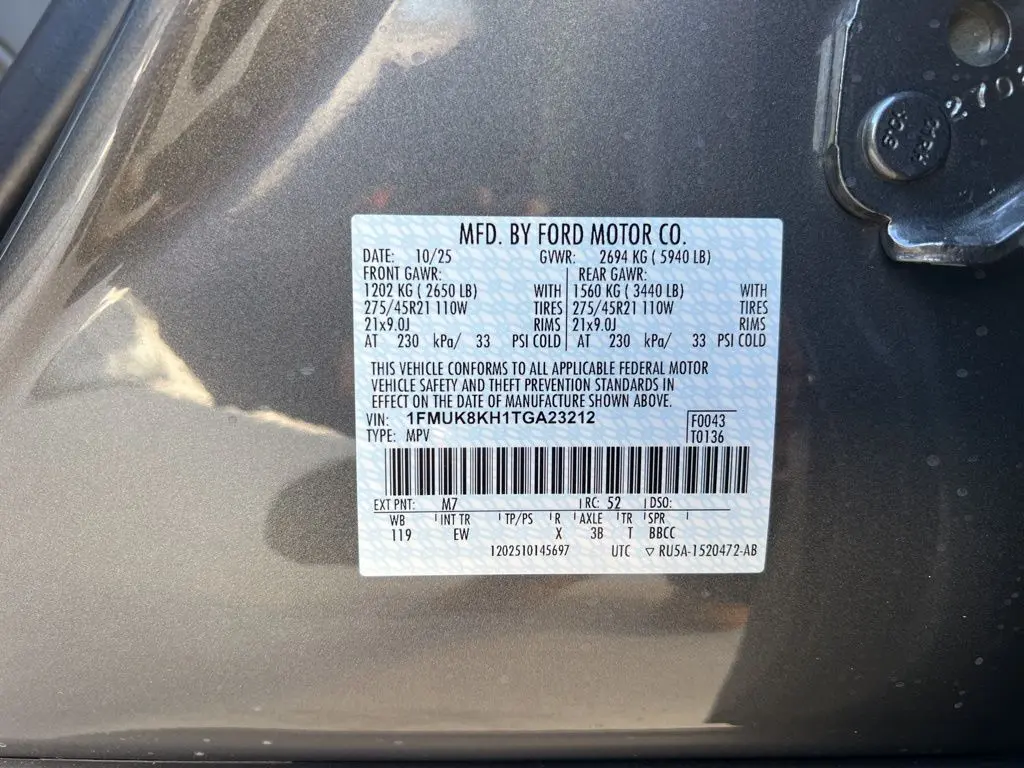 MFD. BY FORD MOTOR CO.
DATE: 10/25 GVWR: 2694 KG ( 5940 LB)
FRONT GAWR: REAR GAWR:
1202 KG ( 2650 LB) WITH 1560 KG ( 3440 LB) WITH
275/45R21 110W TIRES 275/45R21 110W TIRES
21x9.0J RIMS 21x9.0J RIMS
AT 230 kPa/ 33 PSI COLD AT 230 kPa/ 33 PSI COLD
THIS VEHICLE CONFORMS TO ALL APPLICABLE FEDERAL MOTOR
VEHICLE SAFETY AND THEFT PREVENTION STANDARDS IN
EFFECT ON THE DATE OF MANUFACTURE SHOWN ABOVE.
VIN: 1FMUK8KH1TGA23212 F0043
TYPE: MPV T0136
EXT PNT: M7 RC: 52 DSO:
WB INT TR TP/PS R AXLE TR SPR
119 EW X 3B T BBCC
1202510145697 UTC ▽ RU5A-1520472-AB